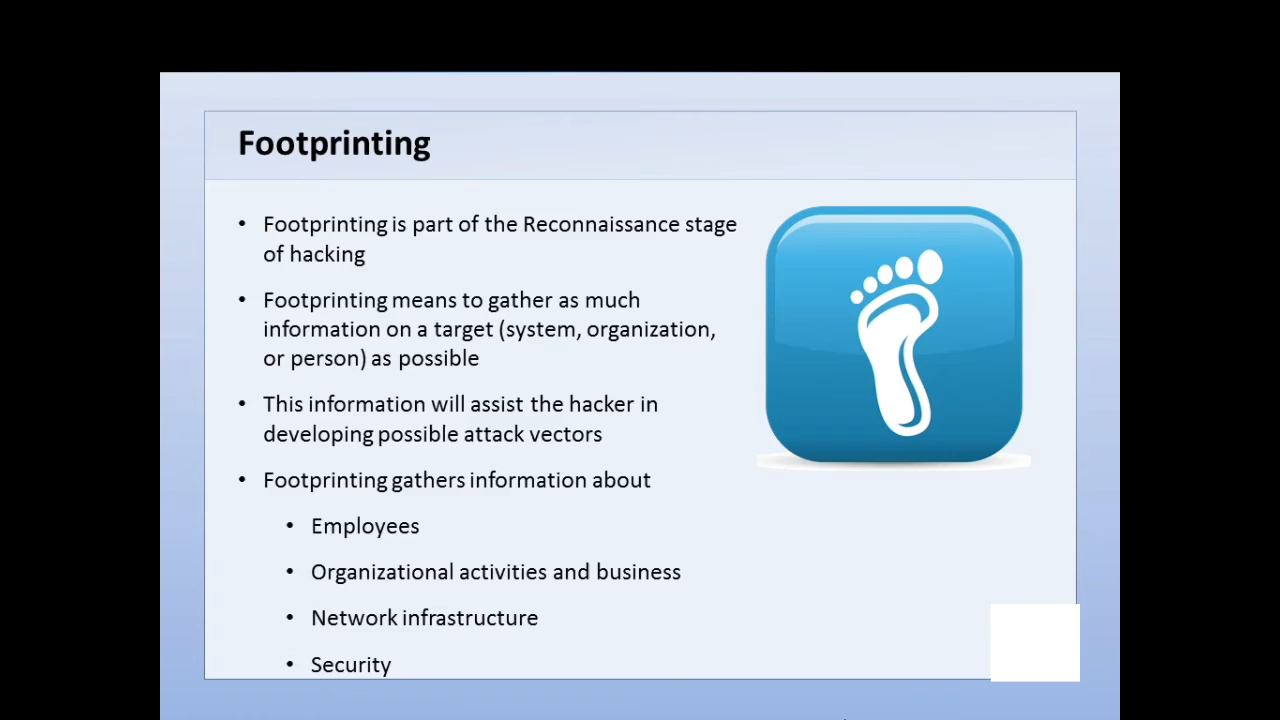 Footprinting
• Footprinting is part of the Reconnaissance stage
of hacking
• Footprinting means to gather as much
information on a target (system, organization,
or person) as possible
• This information will assist the hacker in
developing possible attack vectors
• Footprinting gathers information about
• Employees
• Organizational activities and business
• Network infrastructure
• Security